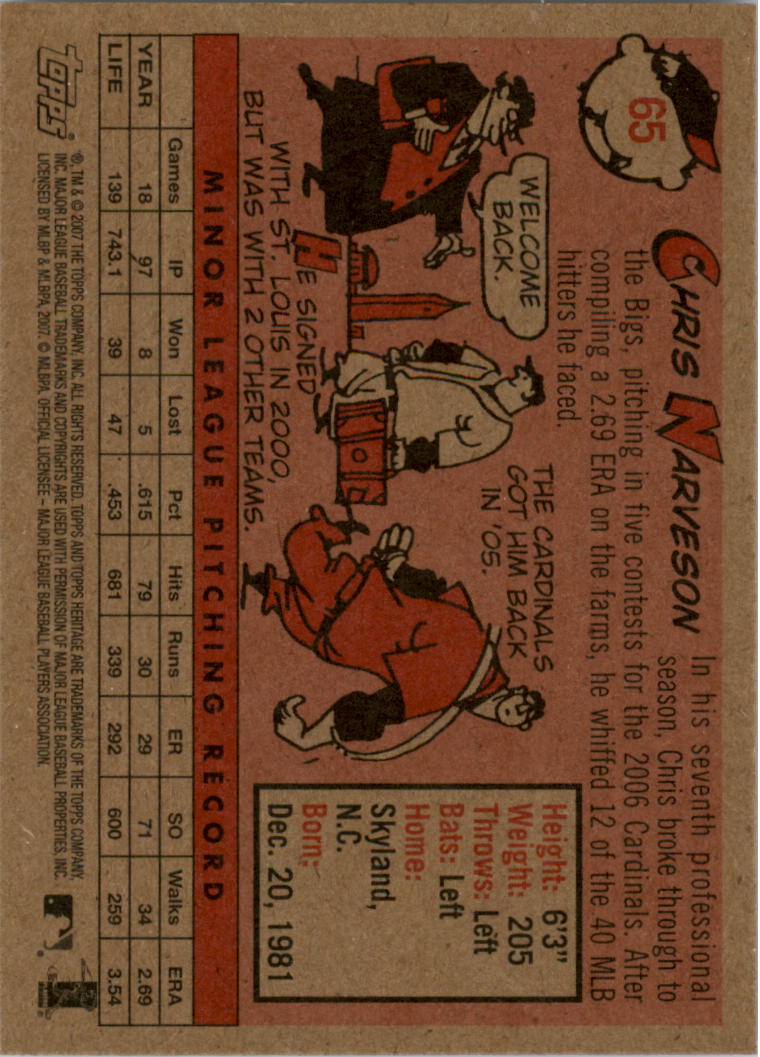 65
CHRIS NARVESON
In his seventh professional
season, Chris broke through to
the Bigs, pitching in five contests for the 2006 Cardinals. After
compiling a 2.69 ERA on the farms, he whiffed 12 of the 40 MLB
hitters he faced.
WELCOME
BACK.
HE SIGNED
WITH ST. LOUIS IN 2000,
BUT WAS WITH 2 OTHER TEAMS.
THE CARDINALS
GOT HIM BACK
IN '05.
Height: 6'3"
Weight: 205
Throws: Left
Bats: Left
Home:
Skyland,
N.C.
Born:
Dec. 20, 1981
MINOR LEAGUE PITCHING RECORD
Games IP Won Lost Pct Hits Runs ER SO Walks ERA
YEAR 18 97 8 5 .615 79 30 29 71 34 2.69
LIFE 139 743.1 39 47 .453 681 339 292 600 259 3.54
TOPPS®
®, TM & © 2007 THE TOPPS COMPANY, INC. ALL RIGHTS RESERVED. TOPPS AND TOPPS HERITAGE ARE TRADEMARKS OF THE TOPPS COMPANY,
INC. MAJOR LEAGUE BASEBALL TRADEMARKS AND COPYRIGHTS ARE USED WITH PERMISSION OF MAJOR LEAGUE BASEBALL PROPERTIES, INC.
LICENSED BY MLBP & MLBPA, 2007. © MLBPA, OFFICIAL LICENSEE – MAJOR LEAGUE BASEBALL PLAYERS ASSOCIATION.